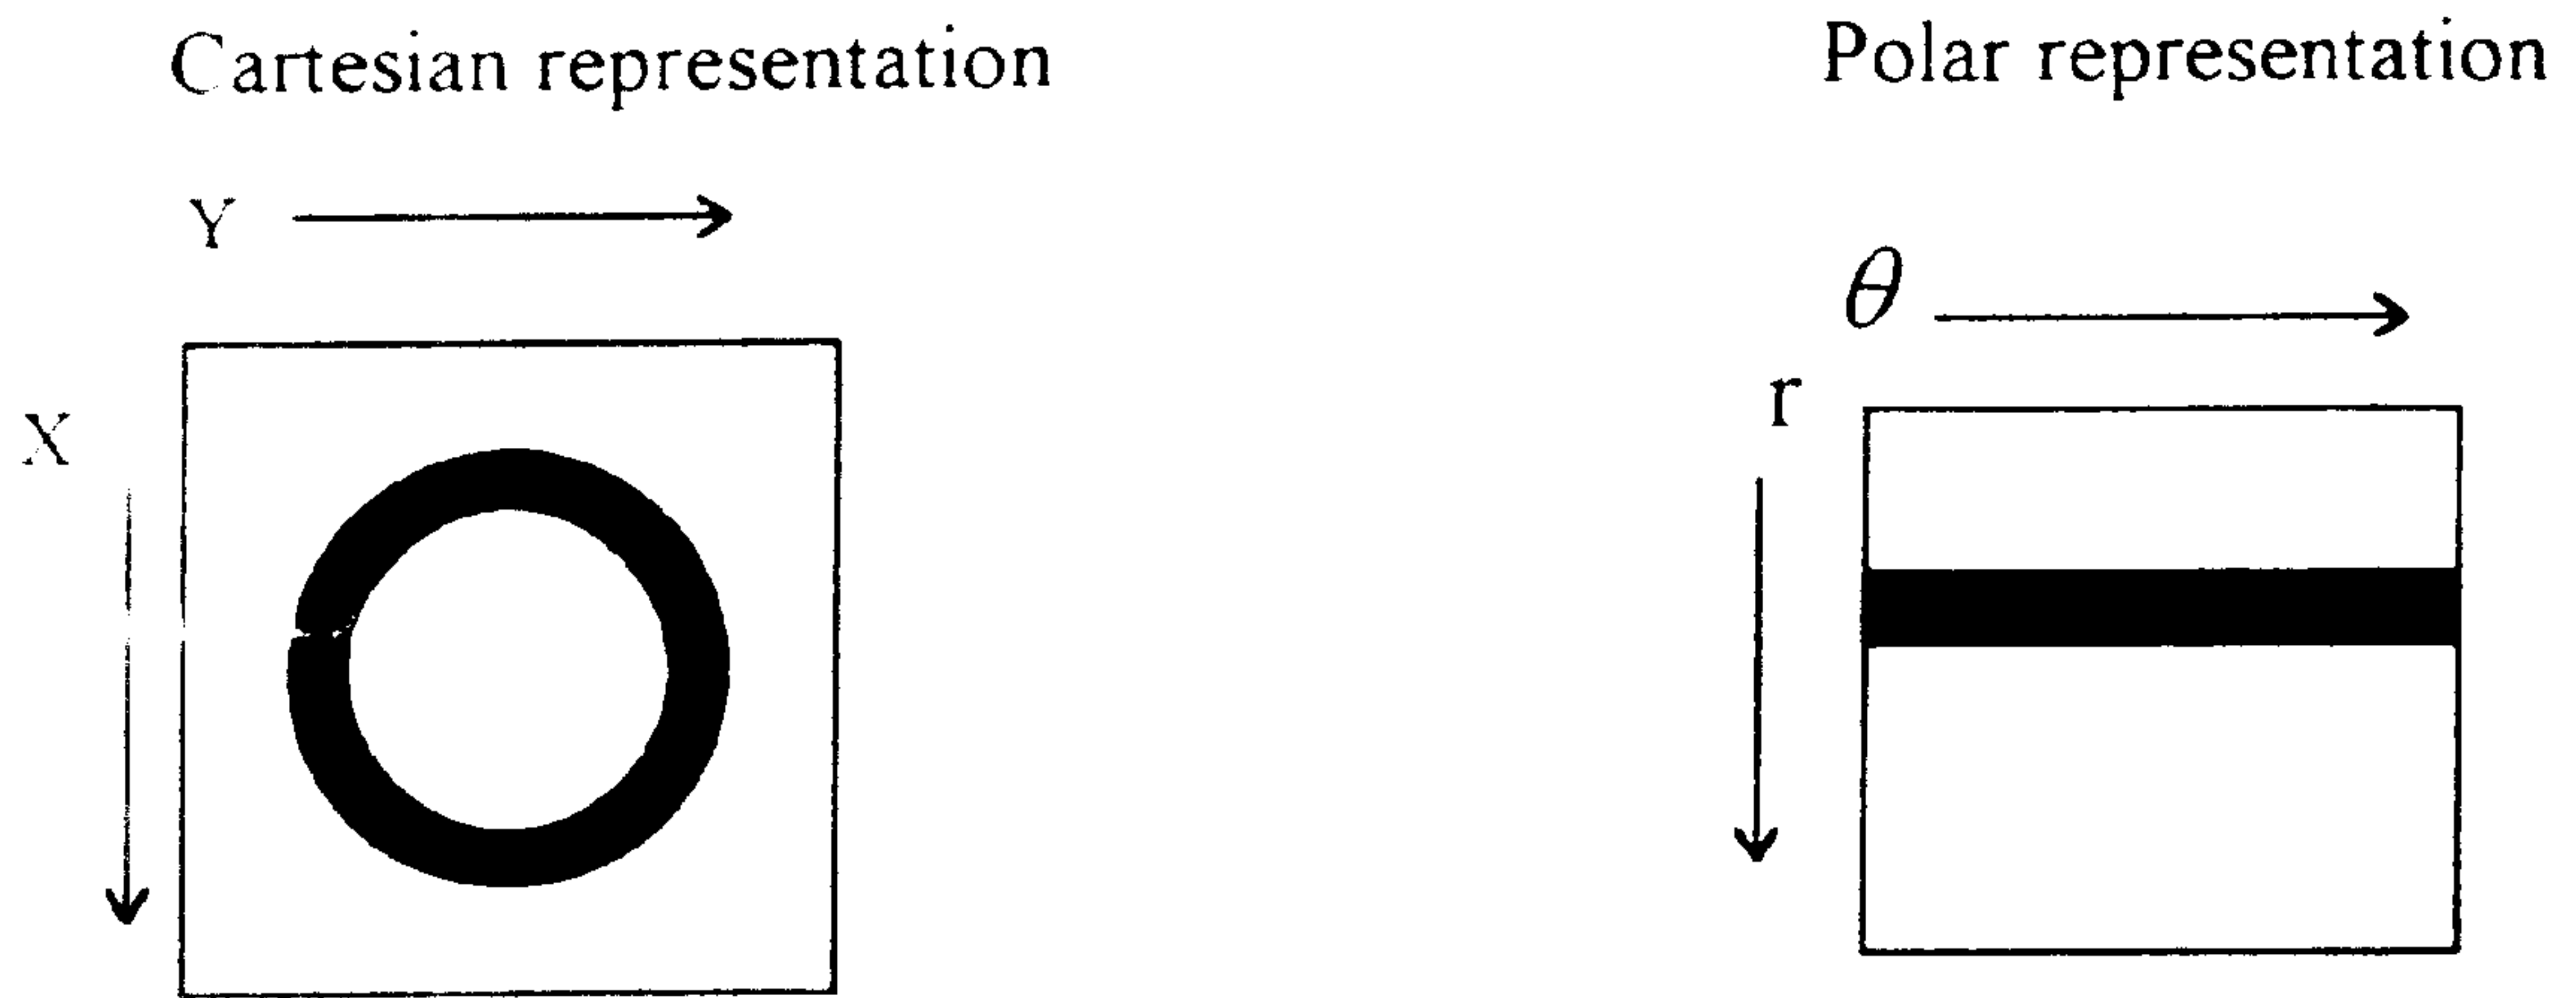 Cartesian representation
Polar representation
Y
θ
X
r